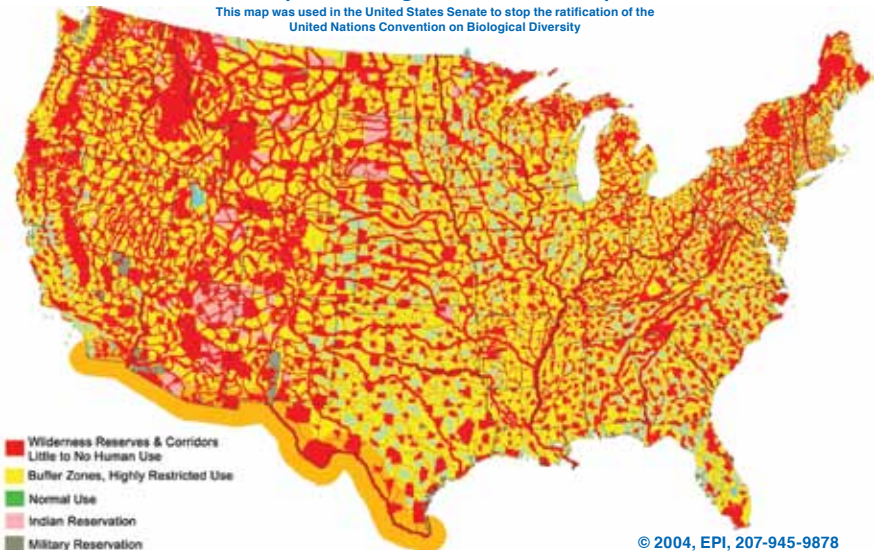 This map was used in the United States Senate to stop the ratification of the
United Nations Convention on Biological Diversity
Wilderness Reserves & Corridors
Little to No Human Use
Buffer Zones, Highly Restricted Use
Normal Use
Indian Reservation
Military Reservation
© 2004, EPI, 207-945-9878